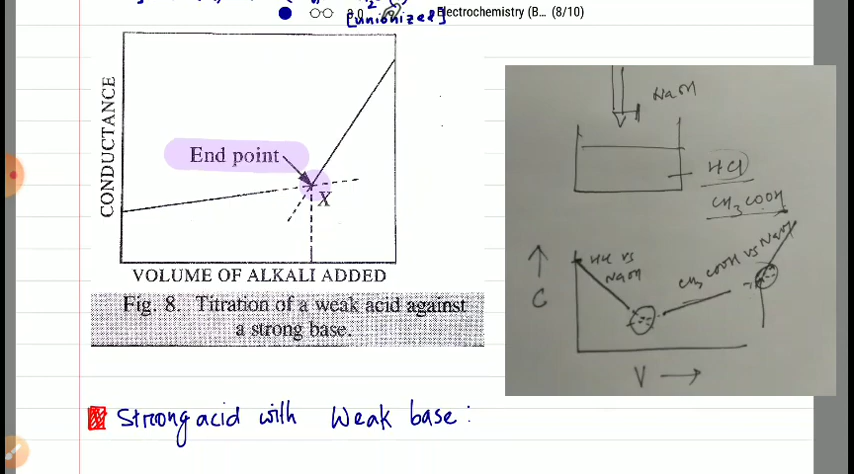 [unionized]
Electrochemistry (B... (8/10)
CONDUCTANCE
End point
X
VOLUME OF ALKALI ADDED
Fig. 8. Titration of a weak acid against
a strong base.
NaOH
HCl
CH3COOH
HCl vs
NaOH
CH3COOH vs NaOH
C
V
Strong acid with Weak base: